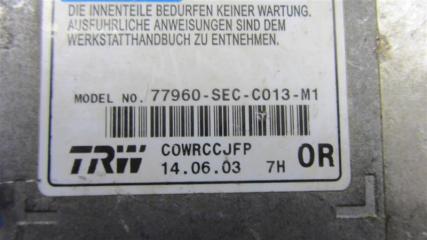 DIE INNENTEILE BEDÜRFEN KEINER WARTUNG.
AUSFÜHRLICHE ANWEISUNGEN SIND DEM
WERKSTATTHANDBUCH ZU ENTNEHMEN.
MODEL NO. 77960-SEC-C013-M1
TRW COWRCCJFP
14.06.03 7H OR